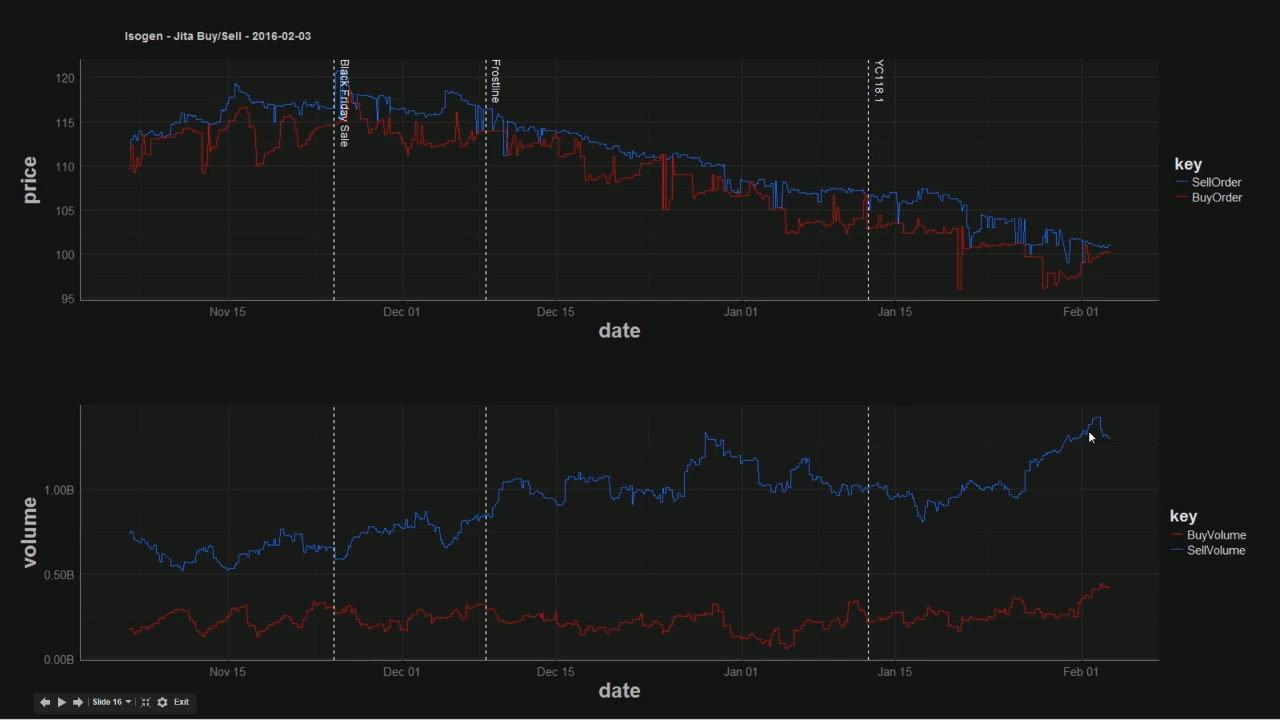 Isogen - Jita Buy/Sell - 2016-02-03
120
115
110
105
100
95
price
Black Friday Sale
Frostline
YC118.1
Nov 15
Dec 01
Dec 15
Jan 01
Jan 15
Feb 01
date
key
SellOrder
BuyOrder
1.00B
0.50B
0.00B
volume
Nov 15
Dec 01
Dec 15
Jan 01
Jan 15
Feb 01
date
key
BuyVolume
SellVolume
Slide 16
Exit